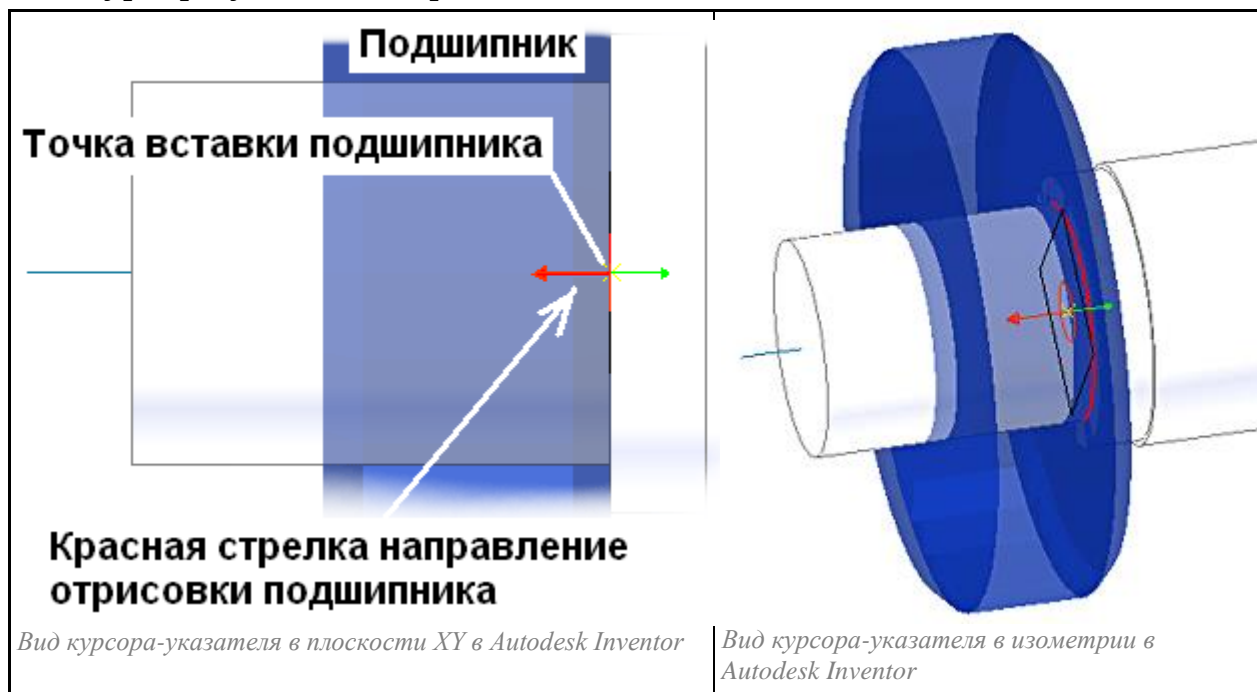 Подшипник
Точка вставки подшипника
Красная стрелка направление
отрисовки подшипника
Вид курсора-указателя в плоскости XY в Autodesk Inventor
Вид курсора-указателя в изометрии в
Autodesk Inventor